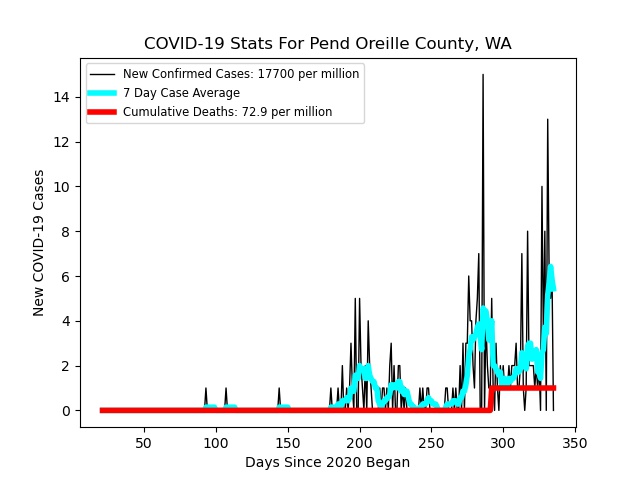 COVID-19 Stats For Pend Oreille County, WA
New Confirmed Cases: 17700 per million
7 Day Case Average
Cumulative Deaths: 72.9 per million
New COVID-19 Cases
14
12
10
8
6
4
2
0
50 100 150 200 250 300 350
Days Since 2020 Began